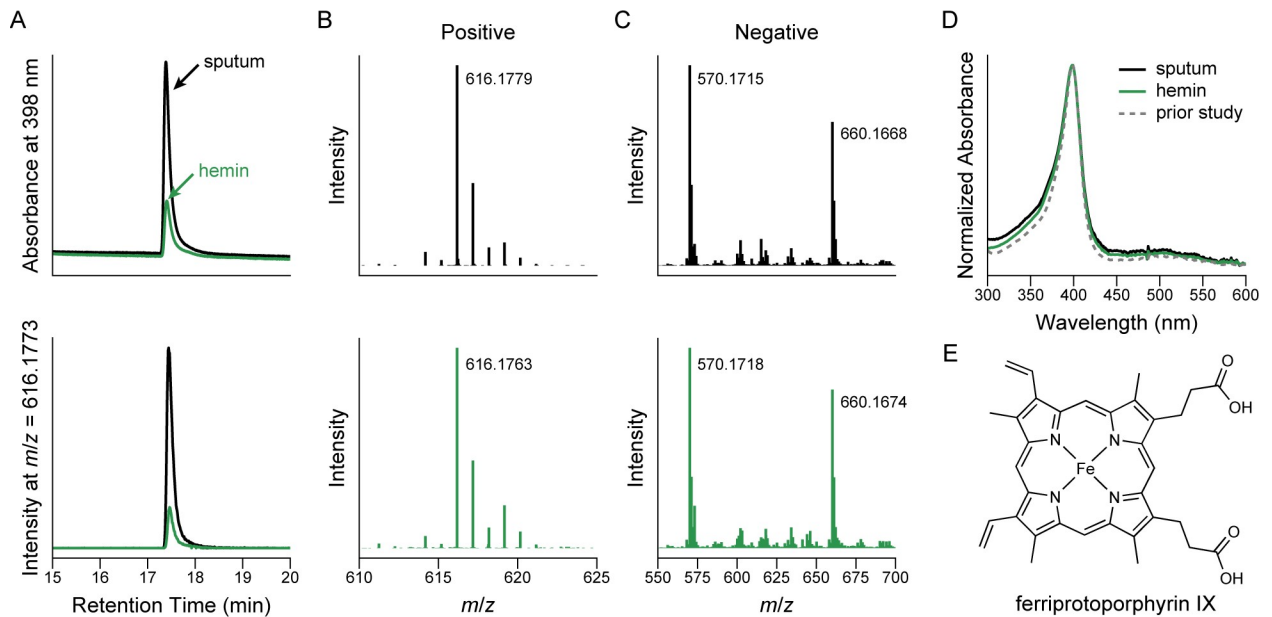 A
B
C
D
Positive
Negative
Absorbance at 398 nm
sputum
hemin
Intensity
616.1779
Intensity
570.1715
660.1668
Normalized Absorbance
sputum
hemin
prior study
300
350
400
450
500
550
600
Wavelength (nm)
Intensity at m/z = 616.1773
15
16
17
18
19
20
Retention Time (min)
Intensity
616.1763
610
615
620
625
m/z
Intensity
570.1718
660.1674
550
575
600
625
650
675
700
m/z
E
O
OH
N
N
Fe
N
N
O
OH
ferriprotoporphyrin IX